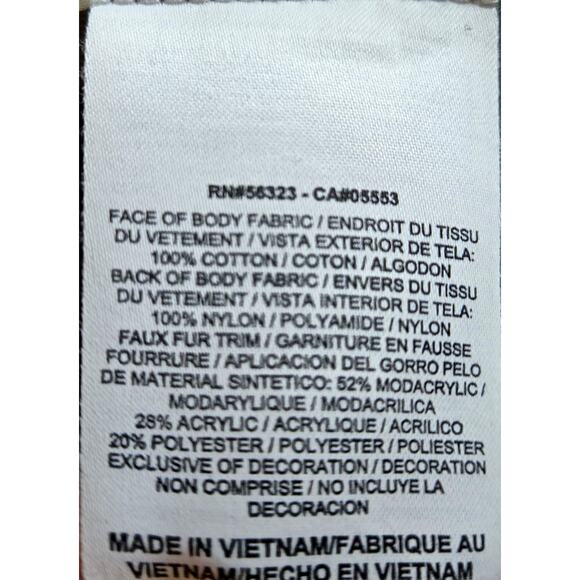 RN#56323 - CA#05553
FACE OF BODY FABRIC / ENDROIT DU TISSU
DU VETEMENT / VISTA EXTERIOR DE TELA:
100% COTTON / COTON / ALGODON
BACK OF BODY FABRIC / ENVERS DU TISSU
DU VETEMENT / VISTA INTERIOR DE TELA:
100% NYLON / POLYAMIDE / NYLON
FAUX FUR TRIM / GARNITURE EN FAUSSE
FOURRURE / APLICACION DEL GORRO PELO
DE MATERIAL SINTETICO: 52% MODACRYLIC /
MODARYLIQUE / MODACRILICA
28% ACRYLIC / ACRYLIQUE / ACRILICO
20% POLYESTER / POLYESTER / POLIESTER
EXCLUSIVE OF DECORATION / DECORATION
NON COMPRISE / NO INCLUYE LA
DECORACION
MADE IN VIETNAM/FABRIQUE AU
VIETNAM/HECHO EN VIETNAM